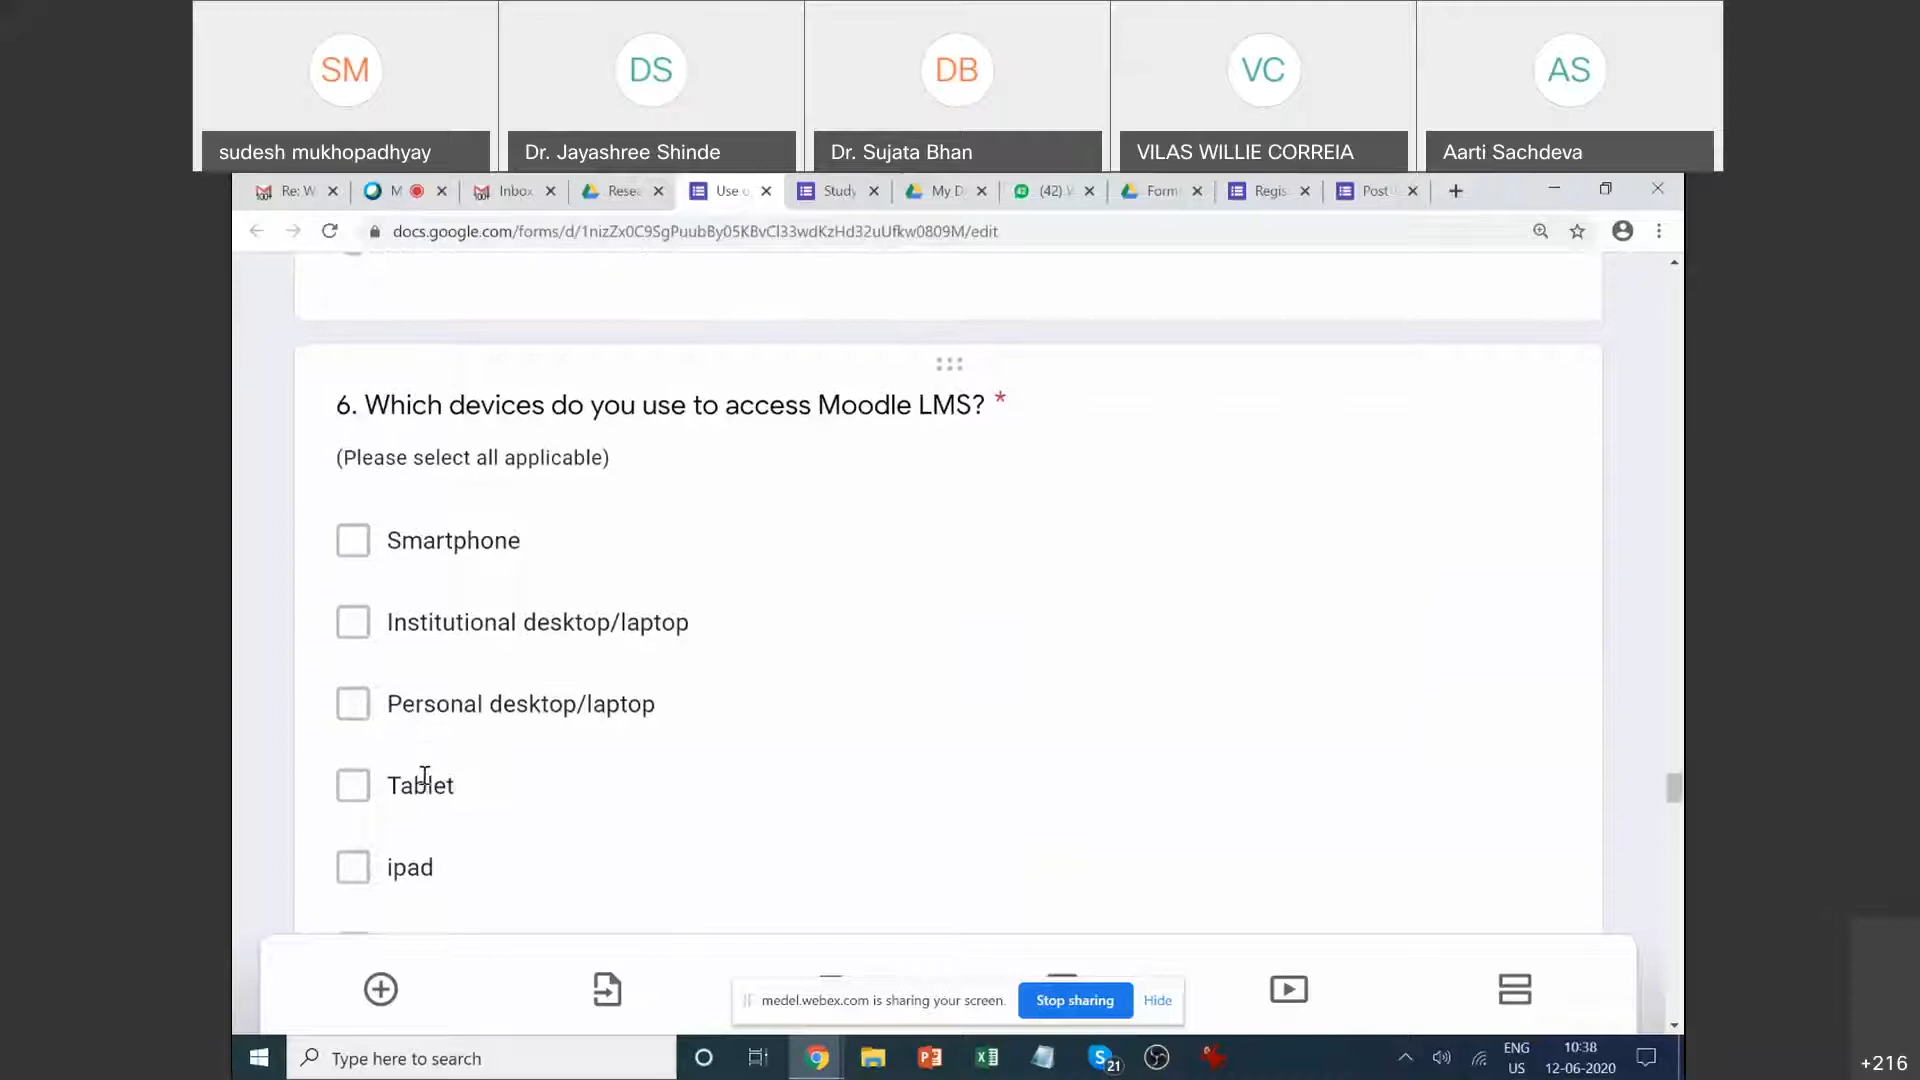 SM
DS
DB
VC
AS
sudesh mukhopadhyay
Dr. Jayashree Shinde
Dr. Sujata Bhan
VILAS WILLIE CORREIA
Aarti Sachdeva
Re: W
M
Inbox
Resea
Use o
Study
My D
(42)
Form
Regis
Post
docs.google.com/forms/d/1nizZx0C9SgPuubBy05KBvCl33wdKzHd32uUfkw0809M/edit
6. Which devices do you use to access Moodle LMS? *
(Please select all applicable)
Smartphone
Institutional desktop/laptop
Personal desktop/laptop
Tablet
ipad
medel.webex.com is sharing your screen.
Stop sharing
Hide
Type here to search
21
ENG
US
10:38
12-06-2020
+216